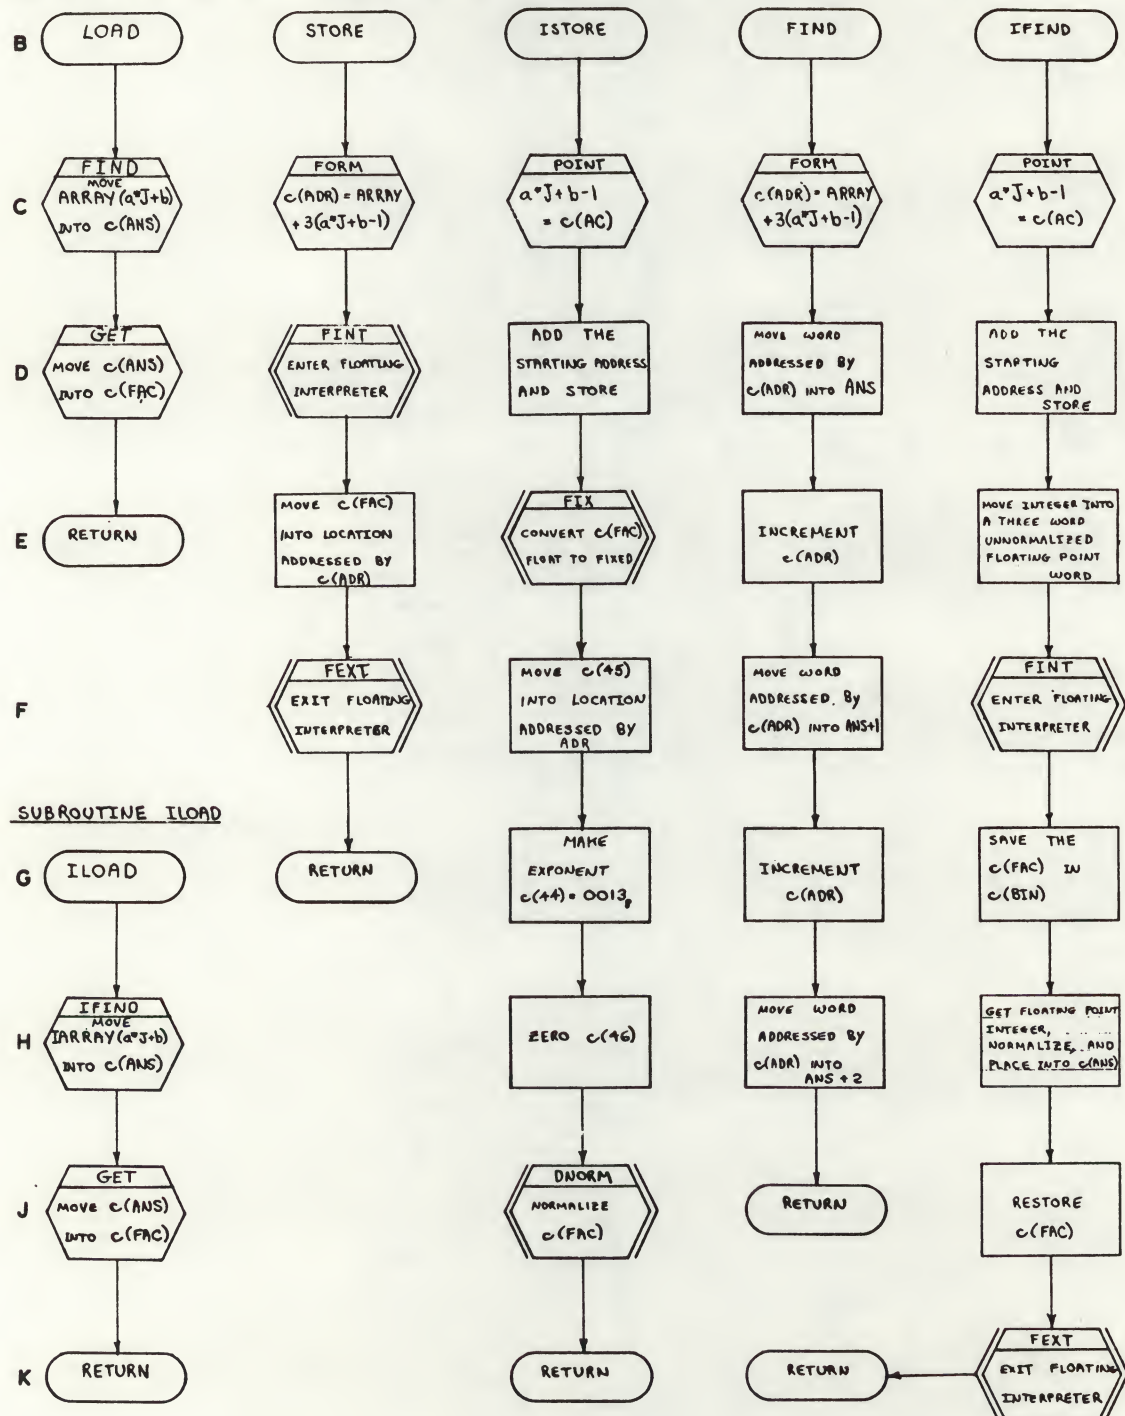 B
LOAD
FIND
MOVE
ARRAY(a*J+b)
INTO c(ANS)
C
GET
MOVE c(ANS)
INTO c(FAC)
D
RETURN
E
F
SUBROUTINE ILOAD
G
ILOAD
IFIND
MOVE
IARRAY(a*J+b)
INTO c(ANS)
H
GET
MOVE c(ANS)
INTO c(FAC)
J
RETURN
K
STORE
FORM
c(ADR) = ARRAY
+ 3(a*J+b-1)
FINT
ENTER FLOATING
INTERPRETER
MOVE c(FAC)
INTO LOCATION
ADDRESSED BY
c(ADR)
FEXT
EXIT FLOATING
INTERPRETER
RETURN
ISTORE
POINT
a*J+b-1
= c(AC)
ADD THE
STARTING ADDRESS
AND STORE
FIX
CONVERT c(FAC)
FLOAT TO FIXED
MOVE c(45)
INTO LOCATION
ADDRESSED BY
ADR
MAKE
EXPONENT
c(44) = 0013₈
ZERO c(46)
DNORM
NORMALIZE
c(FAC)
RETURN
FIND
FORM
c(ADR) = ARRAY
+3(a*J+b-1)
MOVE WORD
ADDRESSED BY
c(ADR) INTO ANS
INCREMENT
c(ADR)
MOVE WORD
ADDRESSED. BY
c(ADR) INTO ANS+1
INCREMENT
c(ADR)
MOVE WORD
ADDRESSED BY
c(ADR) INTO
ANS + 2
RETURN
IFIND
POINT
a*J+b-1
= c(AC)
ADD THE
STARTING
ADDRESS AND
STORE
MOVE INTEGER INTO
A THREE WORD
UNNORMALIZED
FLOATING POINT
WORD
FINT
ENTER FLOATING
INTERPRETER
SAVE THE
c(FAC) IN
c(BIN)
GET FLOATING POINT
INTEGER,
NORMALIZE, AND
PLACE INTO c(ANS)
RESTORE
c(FAC)
FEXT
EXIT FLOATING
INTERPRETER
RETURN